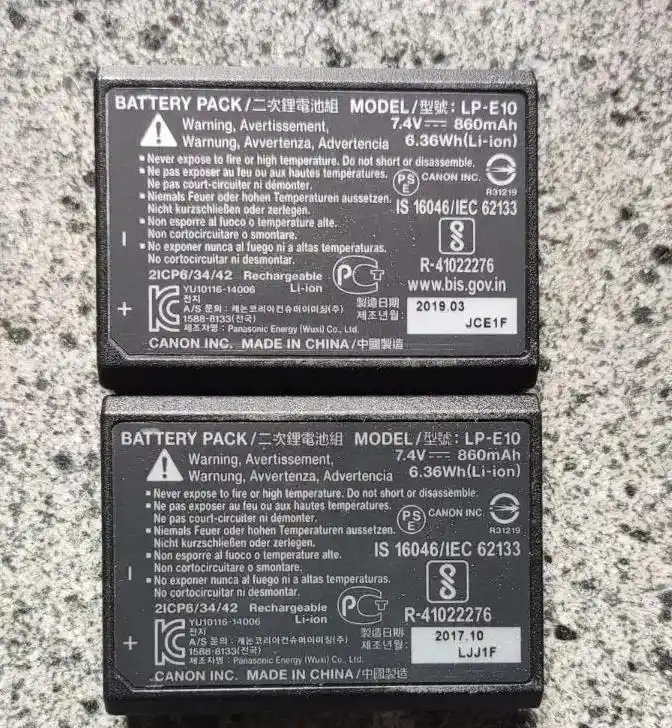 BATTERY PACK/二次鋰電池組 MODEL/型號: LP-E10
Warning, Avertissement, 7.4V⎓ 860mAh
Warnung, Avvertenza, Advertencia 6.36Wh(Li-ion)
▪ Never expose to fire or high temperature. Do not short or disassemble.
▪ Ne pas exposer au feu ou aux hautes temperatures.
Ne pas court-circuiter ni démonter.
PS E CANON INC.
R31219
▪ Niemals Feuer oder hohen Temperaturen aussetzen.
Nicht kurzschließen oder zerlegen.
IS 16046/IEC 62133
▪ Non esporre al fuoco o temperature alte.
Non cortocircuitare o smontare.
▪ No exponer nunca al fuego ni a altas temperaturas.
No cortocircuitar ni desmontar.
R-41022276
2ICP6/34/42 Rechargeable
Li-ion
PCT
www.bis.gov.in
YU10116-14006
전지
A/S 문의: 캐논코리아컨슈머이미징(주)
1588-8133(전국)
제조자명: Panasonic Energy (Wuxi) Co., Ltd.
製造日期
제조년월:
2019.03
JCE1F
− +
CANON INC. MADE IN CHINA/中國製造
BATTERY PACK/二次鋰電池組 MODEL/型號: LP-E10
Warning, Avertissement, 7.4V⎓ 860mAh
Warnung, Avvertenza, Advertencia 6.36Wh(Li-ion)
▪ Never expose to fire or high temperature. Do not short or disassemble.
▪ Ne pas exposer au feu ou aux hautes temperatures.
Ne pas court-circuiter ni démonter.
PS E CANON INC.
R31219
▪ Niemals Feuer oder hohen Temperaturen aussetzen.
Nicht kurzschließen oder zerlegen.
IS 16046/IEC 62133
▪ Non esporre al fuoco o temperature alte.
Non cortocircuitare o smontare.
▪ No exponer nunca al fuego ni a altas temperaturas.
No cortocircuitar ni desmontar.
R-41022276
2ICP6/34/42 Rechargeable
Li-ion
PCT
YU10116-14006
전지
A/S 문의: 캐논코리아컨슈머이미징(주)
1588-8133(전국)
제조자명: Panasonic Energy (Wuxi) Co., Ltd.
製造日期
제조년월:
2017.10
LJJ1F
− +
CANON INC. MADE IN CHINA/中國製造